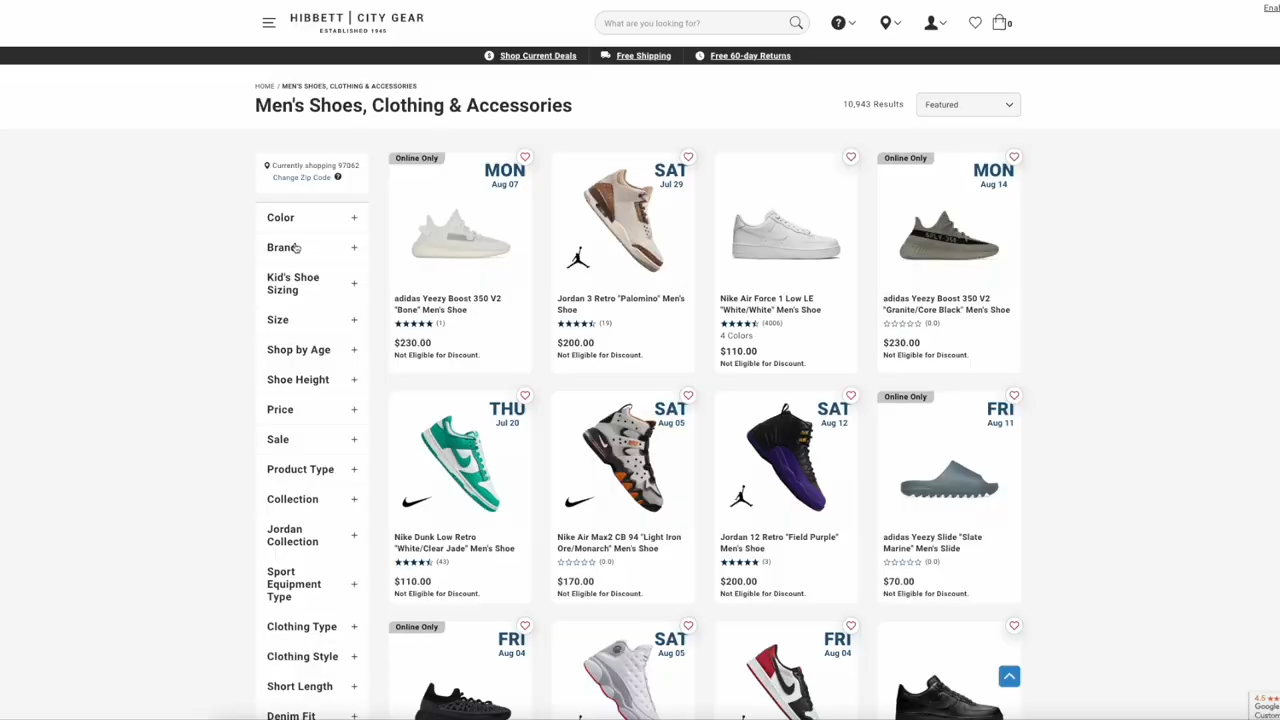 Enal
HIBBETT | CITY GEAR
ESTABLISHED 1945
What are you looking for?
0
Shop Current Deals
Free Shipping
Free 60-day Returns
HOME / MEN'S SHOES, CLOTHING & ACCESSORIES
Men's Shoes, Clothing & Accessories
10,943 Results
Featured
Currently shopping 97062
Change Zip Code
Color
Brand
Kid's Shoe
Sizing
Size
Shop by Age
Shoe Height
Price
Sale
Product Type
Collection
Jordan
Collection
Sport
Equipment
Type
Clothing Type
Clothing Style
Short Length
Denim Fit
Online Only
MON
Aug 07
adidas Yeezy Boost 350 V2
"Bone" Men's Shoe
(1)
$230.00
Not Eligible for Discount.
SAT
Jul 29
Jordan 3 Retro "Palomino" Men's
Shoe
(19)
$200.00
Not Eligible for Discount.
Nike Air Force 1 Low LE
"White/White" Men's Shoe
(4006)
4 Colors
$110.00
Not Eligible for Discount.
Online Only
MON
Aug 14
adidas Yeezy Boost 350 V2
"Granite/Core Black" Men's Shoe
(0.0)
$230.00
Not Eligible for Discount.
THU
Jul 20
Nike Dunk Low Retro
"White/Clear Jade" Men's Shoe
(43)
$110.00
Not Eligible for Discount.
SAT
Aug 05
Nike Air Max2 CB 94 "Light Iron
Ore/Monarch" Men's Shoe
(0.0)
$170.00
Not Eligible for Discount.
SAT
Aug 12
Jordan 12 Retro "Field Purple"
Men's Shoe
(3)
$200.00
Not Eligible for Discount.
Online Only
FRI
Aug 11
adidas Yeezy Slide "Slate
Marine" Men's Slide
(0.0)
$70.00
Not Eligible for Discount.
Online Only
FRI
Aug 04
SAT
Aug 05
FRI
Aug 04
4.5
Google
Custom